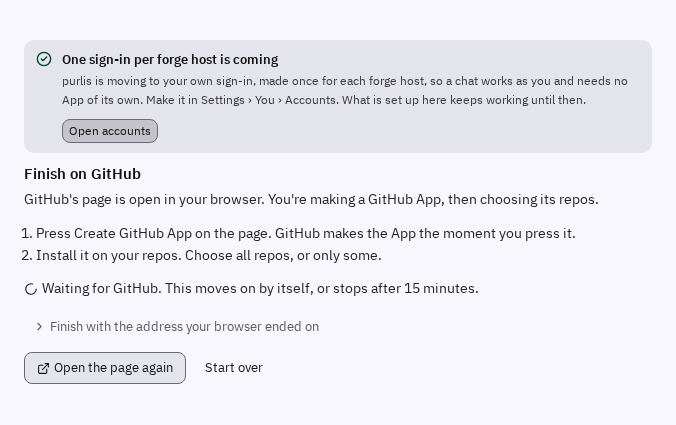 One sign-in per forge host is coming
purlis is moving to your own sign-in, made once for each forge host, so a chat works as you and needs no
App of its own. Make it in Settings › You › Accounts. What is set up here keeps working until then.
Open accounts
Finish on GitHub
GitHub's page is open in your browser. You're making a GitHub App, then choosing its repos.
1. Press Create GitHub App on the page. GitHub makes the App the moment you press it.
2. Install it on your repos. Choose all repos, or only some.
Waiting for GitHub. This moves on by itself, or stops after 15 minutes.
Finish with the address your browser ended on
Open the page again
Start over